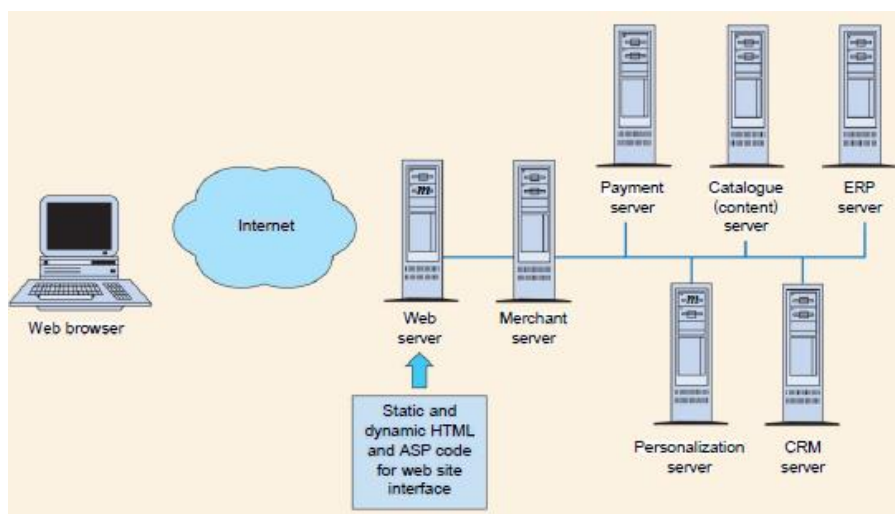 Payment
server
Catalogue
(content)
server
ERP
server
Internet
Web browser
Web
server
Merchant
server
Static and
dynamic HTML
and ASP code
for web site
interface
Personalization
server
CRM
server